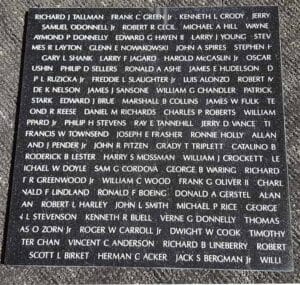 RICHARD J TALLMAN FRANK C GREEN Jr. KENNETH L CRODY JERRY
SAMUEL ODONNELL Jr ROBERT R CECIL MICHAEL A HILL WAYNE
AYMOND P DONNELLY EDWARD G HAYEN II LARRY J YOUNG STEV
MES R LAYTON GLENN E NOWAKOWSKI JOHN A SPIRES STEPHEN H
GARY L SHANK LARRY F JAGARD HAROLD McCASLIN Jr OSCAR
USHIN PHILIP D SELLERS RONALD A ASHE JAMES E HUDELSON D
P L RUZICKA Jr FREDDIE L SLAUGHTER Jr LUIS ALONZO ROBERT M
DE K NELSON JAMES J SANSONE WILLIAM G CHANDLER PATRICK
STARK EDWARD J BRUE MARSHALL B COLLINS JAMES W FULK TE
OND R REESE DANIEL M RICHARDS CHARLES P ROBERTS WILLIAM
IPPARD Jr PHILIP H STEVENS RAY E TANNEHILL JERRY D VANCE TE
FRANCIS W TOWNSEND JOSEPH E FRASHER RONNIE HOLLY ALLAN
AND J PENDER Jr JOHN R PITZEN GRADY T TRIPLETT CATALINO B
RODERICK B LESTER HARRY S MOSSMAN WILLIAM J CROCKETT LE
ICHAEL W DOYLE SAM G CORDOVA GEORGE B WARING RICHARD
T R GREENWOOD Jr WILLIAM C WOOD FRANK G OLIVER II CHARL
NALD F LINDLAND RONALD F BOEING DONALD A GERSTEL ALAN
AN ROBERT L HARLEY JOHN L SMITH MICHAEL P RICE GEORGE
N L STEVENSON KENNETH R BUELL VERNE G DONNELLY THOMAS
AS O ZORN Jr ROGER W CARROLL Jr DWIGHT W COOK TIMOTHY
TER CHAN VINCENT C ANDERSON RICHARD B LINEBERRY ROBERT
SCOTT L BIRKET HERMAN C ACKER JACK S BERGMAN Jr WILLI